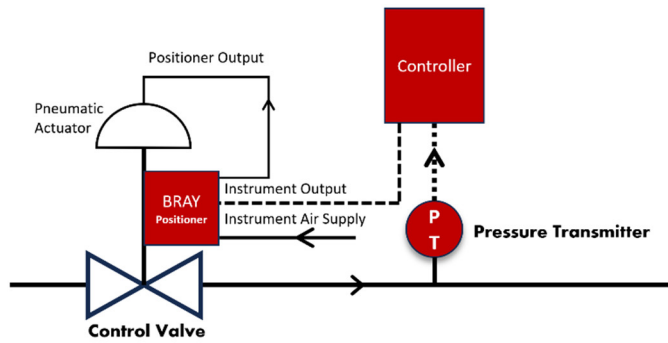 Positioner Output
Controller
Pneumatic
Actuator
BRAY
Positioner
Instrument Output
Instrument Air Supply
P
T
Pressure Transmitter
Control Valve